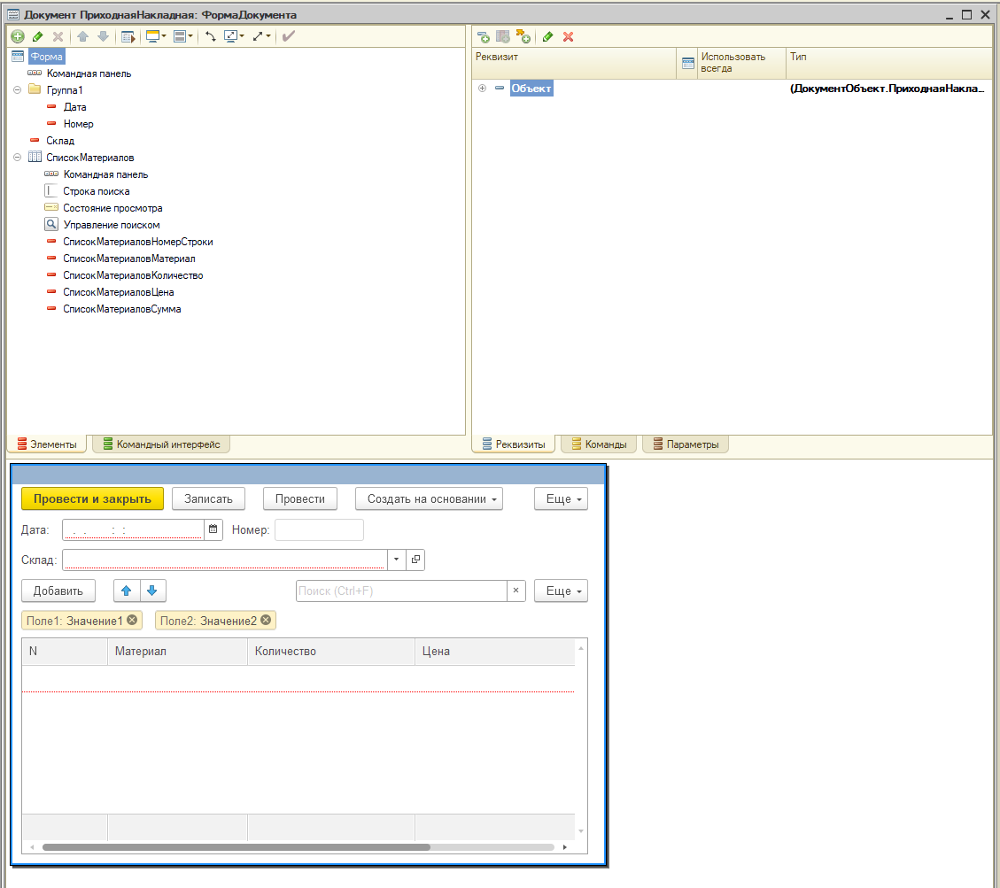 Документ ПриходнаяНакладная: ФормаДокумента
Форма
Командная панель
Группа1
Дата
Номер
Склад
СписокМатериалов
Командная панель
Строка поиска
Состояние просмотра
Управление поиском
СписокМатериаловНомерСтроки
СписокМатериаловМатериал
СписокМатериаловКоличество
СписокМатериаловЦена
СписокМатериаловСумма
Элементы Командный интерфейс
Реквизит Использовать всегда Тип
Объект (ДокументОбъект.ПриходнаяНакла...
Реквизиты Команды Параметры
Провести и закрыть Записать Провести Создать на основании Еще
Дата: . . : : Номер:
Склад:
Добавить Поиск (Ctrl+F) × Еще
Поле1: Значение1 Поле2: Значение2
N Материал Количество Цена